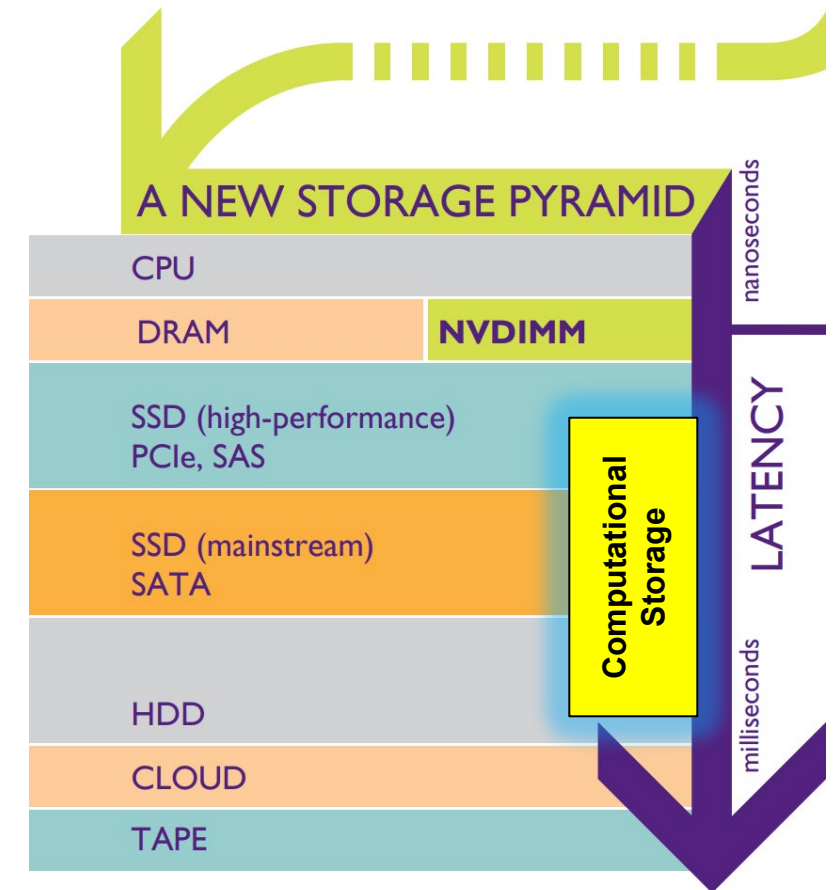 A NEW STORAGE PYRAMID
CPU
DRAM
NVDIMM
SSD (high-performance)
PCIe, SAS
SSD (mainstream)
SATA
HDD
CLOUD
TAPE
Computational
Storage
nanoseconds
LATENCY
milliseconds